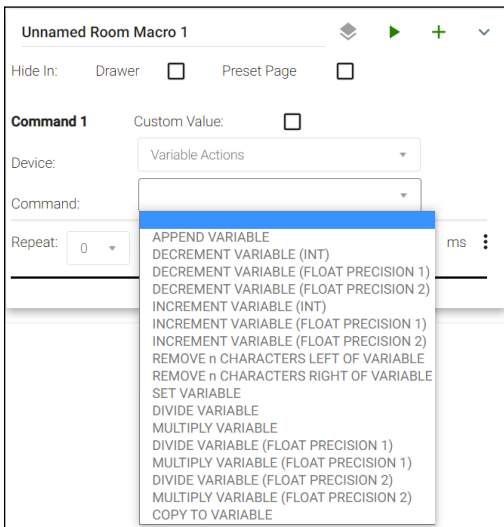 Unnamed Room Macro 1
Hide In: Drawer Preset Page
Command 1 Custom Value:
Device: Variable Actions
Command:
Repeat: 0 ms
APPEND VARIABLE
DECREMENT VARIABLE (INT)
DECREMENT VARIABLE (FLOAT PRECISION 1)
DECREMENT VARIABLE (FLOAT PRECISION 2)
INCREMENT VARIABLE (INT)
INCREMENT VARIABLE (FLOAT PRECISION 1)
INCREMENT VARIABLE (FLOAT PRECISION 2)
REMOVE n CHARACTERS LEFT OF VARIABLE
REMOVE n CHARACTERS RIGHT OF VARIABLE
SET VARIABLE
DIVIDE VARIABLE
MULTIPLY VARIABLE
DIVIDE VARIABLE (FLOAT PRECISION 1)
MULTIPLY VARIABLE (FLOAT PRECISION 1)
DIVIDE VARIABLE (FLOAT PRECISION 2)
MULTIPLY VARIABLE (FLOAT PRECISION 2)
COPY TO VARIABLE